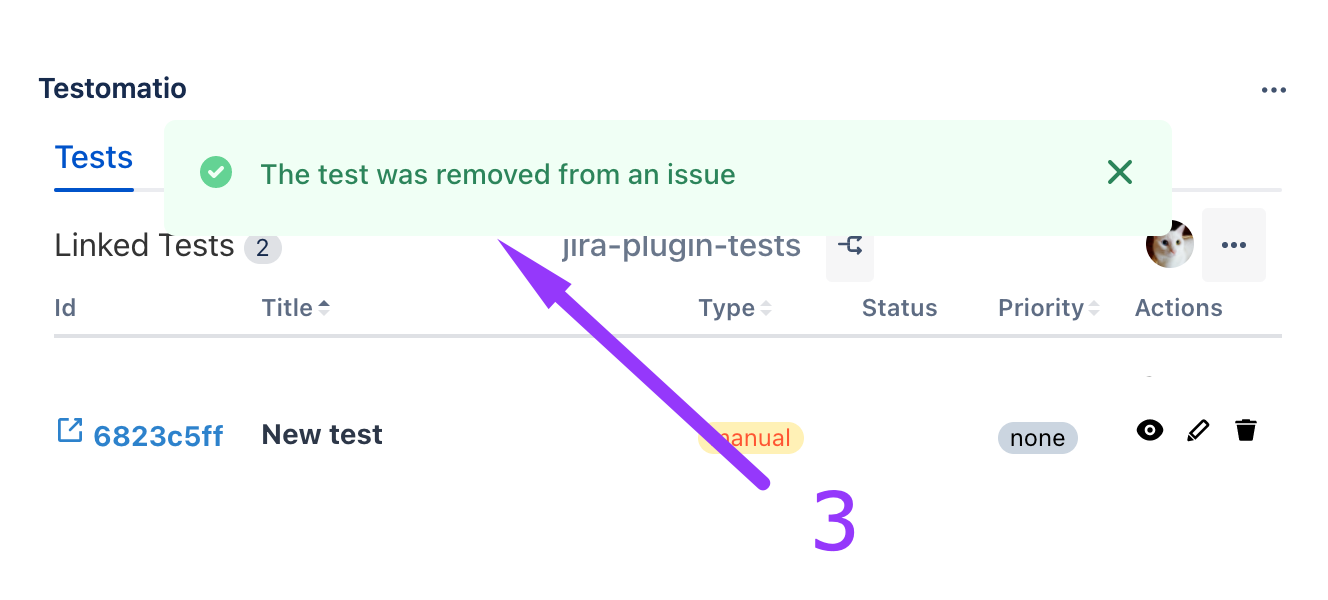 Testomatio
Tests
The test was removed from an issue
Linked Tests 2 jira-plugin-tests
Id Title Type Status Priority Actions
6823c5ff New test manual none
3